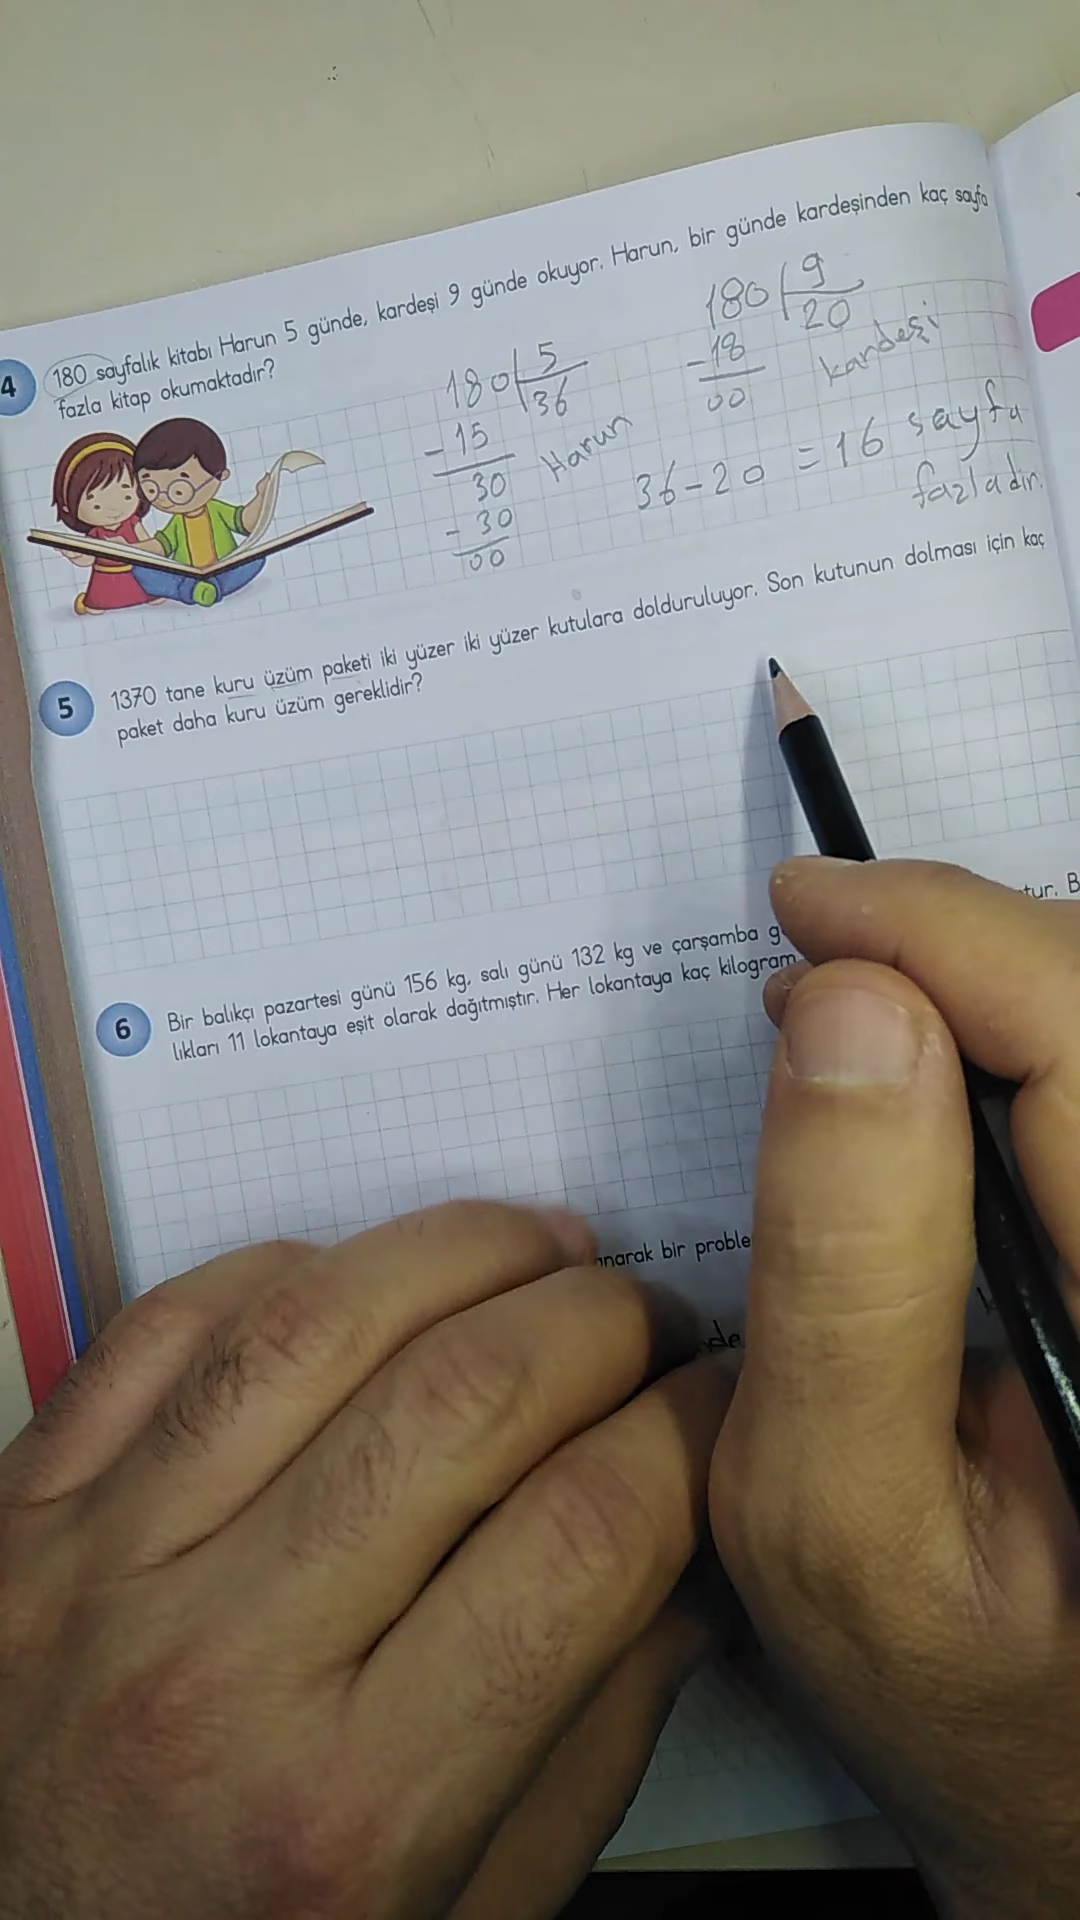 4
180 sayfalık kitabı Harun 5 günde, kardeşi 9 günde okuyor. Harun, bir günde kardeşinden kaç sayfa
fazla kitap okumaktadır?
180 5
36
-15
30
-30
00
Harun
180 9
20
-18
00
kardeşi
36-20 = 16 sayfa
fazladır.
5
1370 tane kuru üzüm paketi iki yüzer iki yüzer kutulara dolduruluyor. Son kutunun dolması için kaç
paket daha kuru üzüm gereklidir?
6
Bir balıkçı pazartesi günü 156 kg, salı günü 132 kg ve çarşamba
lıkları 11 lokantaya eşit olarak dağıtmıştır. Her lokantaya kaç kilogram
bir